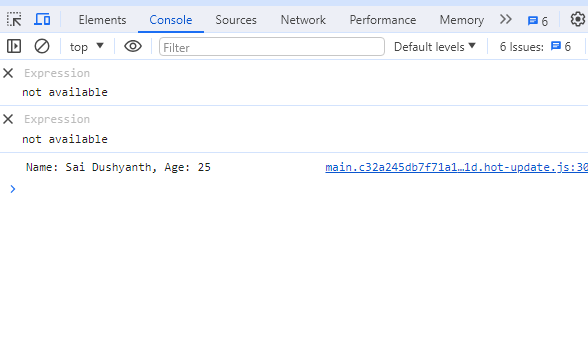 Elements Console Sources Network Performance Memory 6
top Filter Default levels 6 Issues: 6
Expression
not available
Expression
not available
Name: Sai Dushyanth, Age: 25 main.c32a245db7f71a1…1d.hot-update.js:30